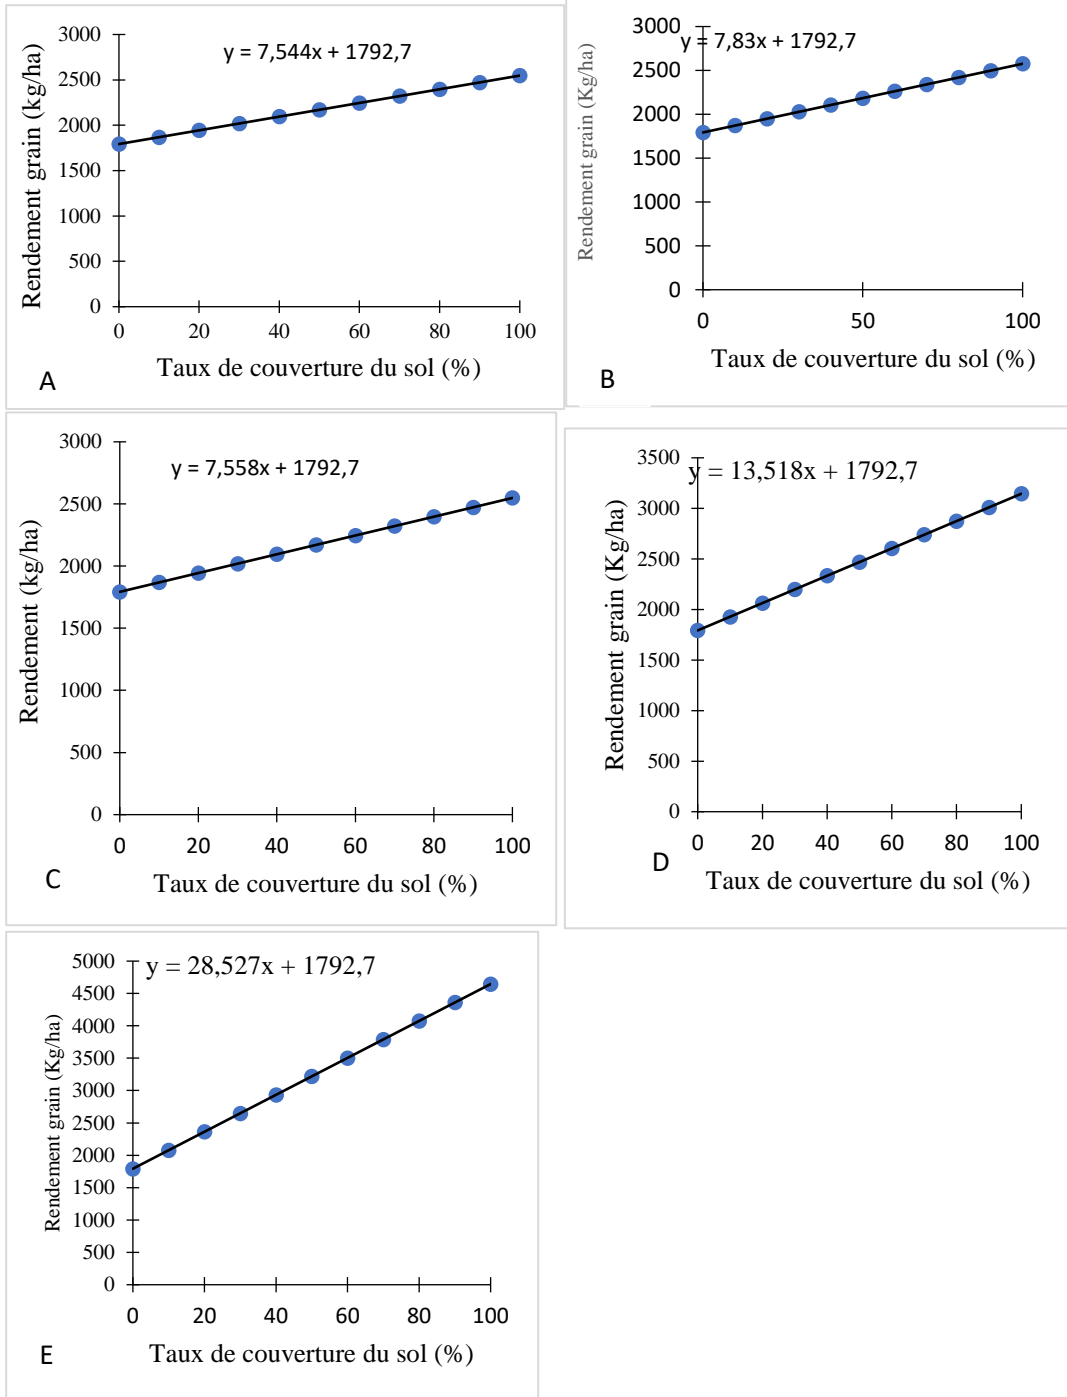 y = 7,544x + 1792,7
3000
2500
2000
1500
1000
500
0
0 20 40 60 80 100
Rendement grain (kg/ha)
Taux de couverture du sol (%)
A
y = 7,83x + 1792,7
3000
2500
2000
1500
1000
500
0
0 50 100
Rendement grain (Kg/ha)
Taux de couverture du sol (%)
B
y = 7,558x + 1792,7
3000
2500
2000
1500
1000
500
0
0 20 40 60 80 100
Rendement (kg/ha)
Taux de couverture du sol (%)
C
y = 13,518x + 1792,7
3500
3000
2500
2000
1500
1000
500
0
0 20 40 60 80 100
Rendement grain (Kg/ha)
Taux de couverture du sol (%)
D
y = 28,527x + 1792,7
5000
4500
4000
3500
3000
2500
2000
1500
1000
500
0
0 20 40 60 80 100
Rendement grain (Kg/ha)
Taux de couverture du sol (%)
E